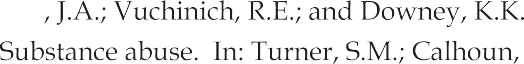 , J.A.; Vuchinich, R.E.; and Downey, K.K.
Substance abuse. In: Turner, S.M.; Calhoun,